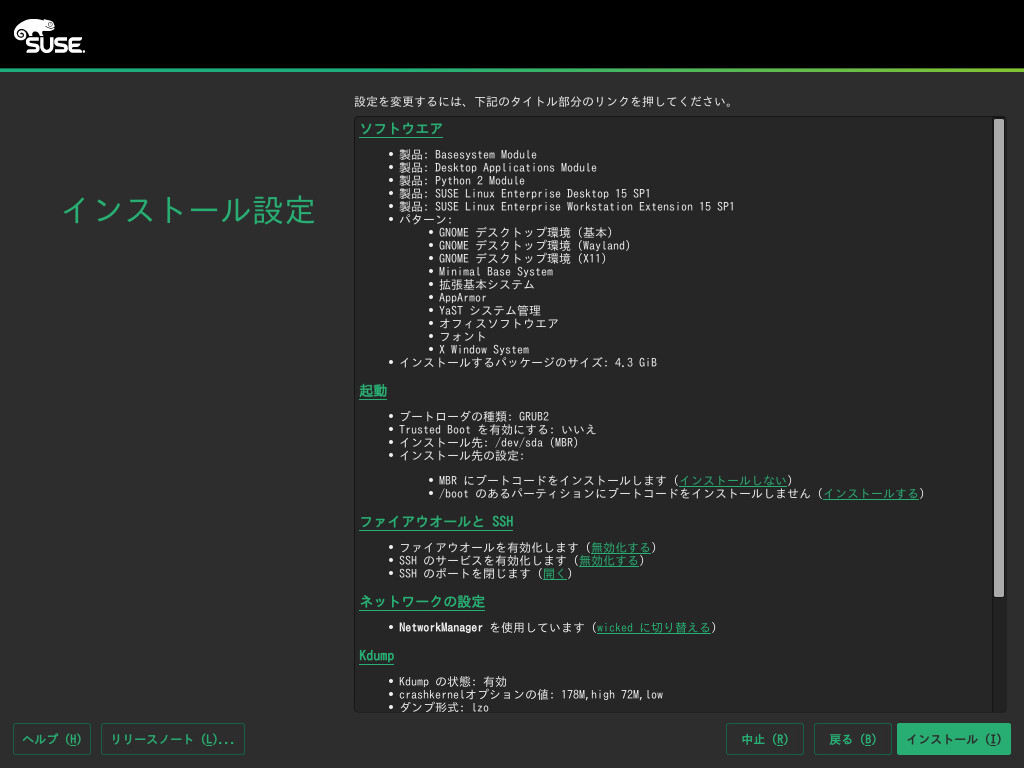 SUSE.
設定を変更するには、下記のタイトル部分のリンクを押してください。
インストール設定
ソフトウエア
• 製品: Basesystem Module
• 製品: Desktop Applications Module
• 製品: Python 2 Module
• 製品: SUSE Linux Enterprise Desktop 15 SP1
• 製品: SUSE Linux Enterprise Workstation Extension 15 SP1
• パターン:
• GNOME デスクトップ環境 (基本)
• GNOME デスクトップ環境 (Wayland)
• GNOME デスクトップ環境 (X11)
• Minimal Base System
• 拡張基本システム
• AppArmor
• YaST システム管理
• オフィスソフトウエア
• フォント
• X Window System
• インストールするパッケージのサイズ: 4.3 GiB
起動
• ブートローダの種類: GRUB2
• Trusted Boot を有効にする: いいえ
• インストール先: /dev/sda (MBR)
• インストール先の設定:
• MBR にブートコードをインストールします (インストールしない)
• /boot のあるパーティションにブートコードをインストールしません (インストールする)
ファイアウオールと SSH
• ファイアウオールを有効化します (無効化する)
• SSH のサービスを有効化します (無効化する)
• SSH のポートを閉じます (開く)
ネットワークの設定
• NetworkManager を使用しています (wicked に切り替える)
Kdump
• Kdump の状態: 有効
• crashkernelオプションの値: 178M,high 72M,low
• ダンプ形式: lzo
ヘルプ (H) リリースノート (L)... 中止 (R) 戻る (B) インストール (I)